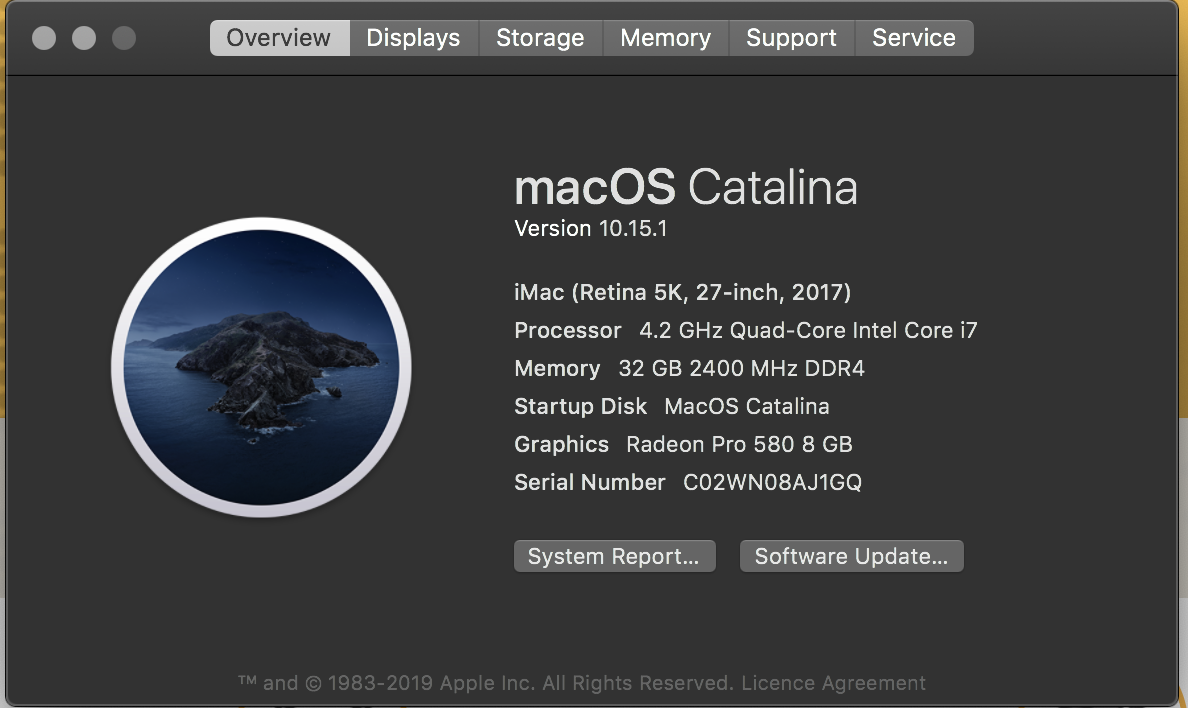 Overview Displays Storage Memory Support Service
macOS Catalina
Version 10.15.1
iMac (Retina 5K, 27-inch, 2017)
Processor 4.2 GHz Quad-Core Intel Core i7
Memory 32 GB 2400 MHz DDR4
Startup Disk MacOS Catalina
Graphics Radeon Pro 580 8 GB
Serial Number C02WN08AJ1GQ
System Report... Software Update...
™ and © 1983-2019 Apple Inc. All Rights Reserved. Licence Agreement